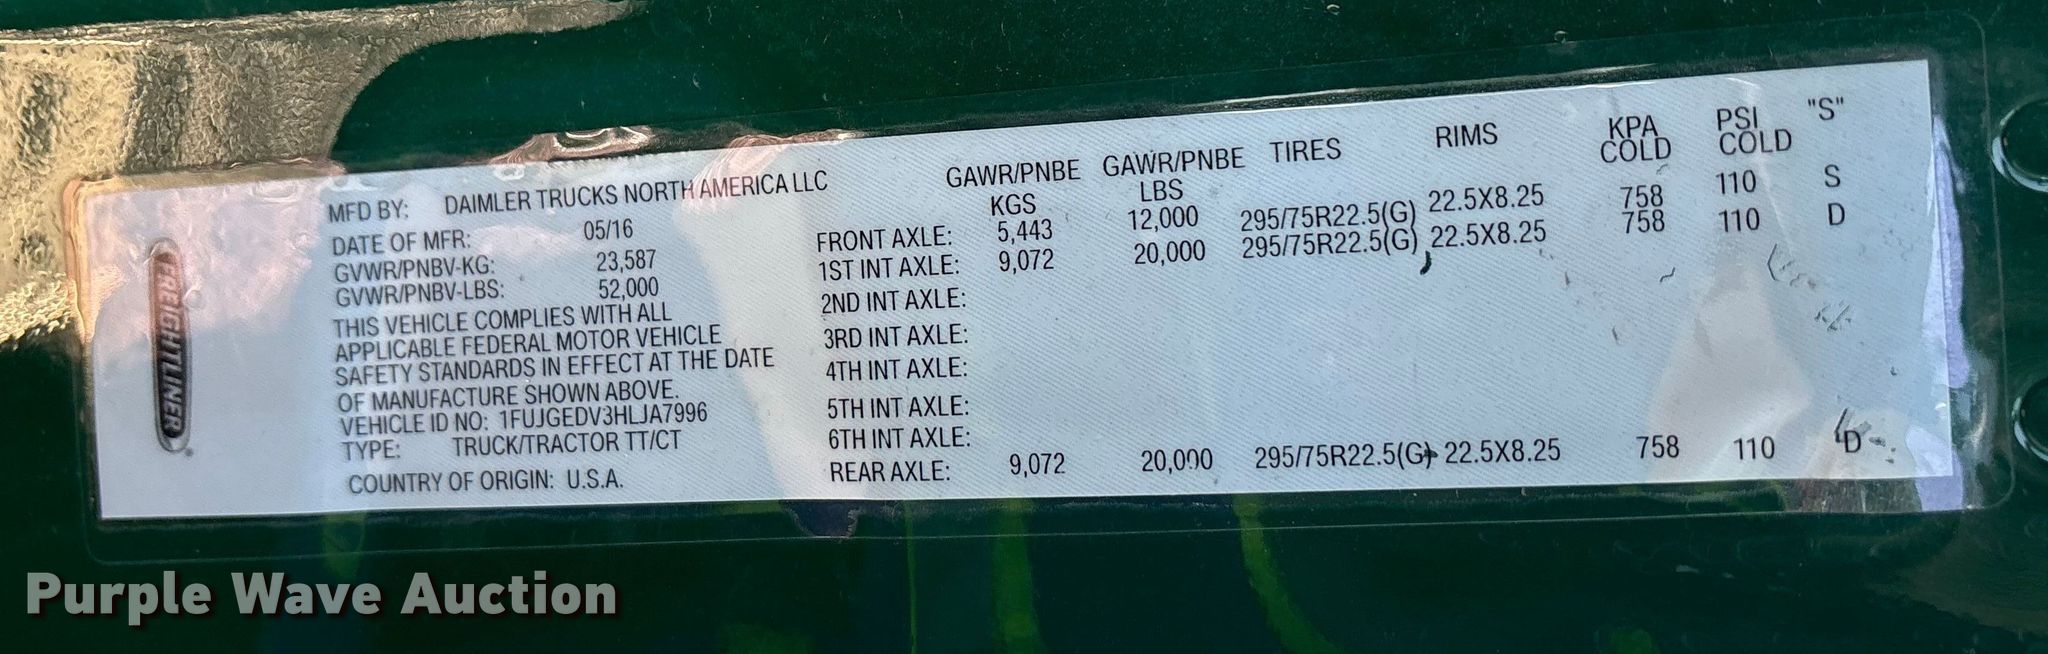 FREIGHTLINER
MFD BY: DAIMLER TRUCKS NORTH AMERICA LLC
DATE OF MFR: 05/16
GVWR/PNBV-KG: 23,587
GVWR/PNBV-LBS: 52,000
THIS VEHICLE COMPLIES WITH ALL
APPLICABLE FEDERAL MOTOR VEHICLE
SAFETY STANDARDS IN EFFECT AT THE DATE
OF MANUFACTURE SHOWN ABOVE.
VEHICLE ID NO: 1FUJGEDV3HLJA7996
TYPE: TRUCK/TRACTOR TT/CT
COUNTRY OF ORIGIN: U.S.A.
GAWR/PNBE KGS GAWR/PNBE LBS TIRES RIMS KPA COLD PSI COLD "S"
FRONT AXLE: 5,443 12,000 295/75R22.5(G) 22.5X8.25 758 110 S
1ST INT AXLE: 9,072 20,000 295/75R22.5(G) 22.5X8.25 758 110 D
2ND INT AXLE:
3RD INT AXLE:
4TH INT AXLE:
5TH INT AXLE:
6TH INT AXLE:
REAR AXLE: 9,072 20,000 295/75R22.5(G) 22.5X8.25 758 110 D
Purple Wave Auction